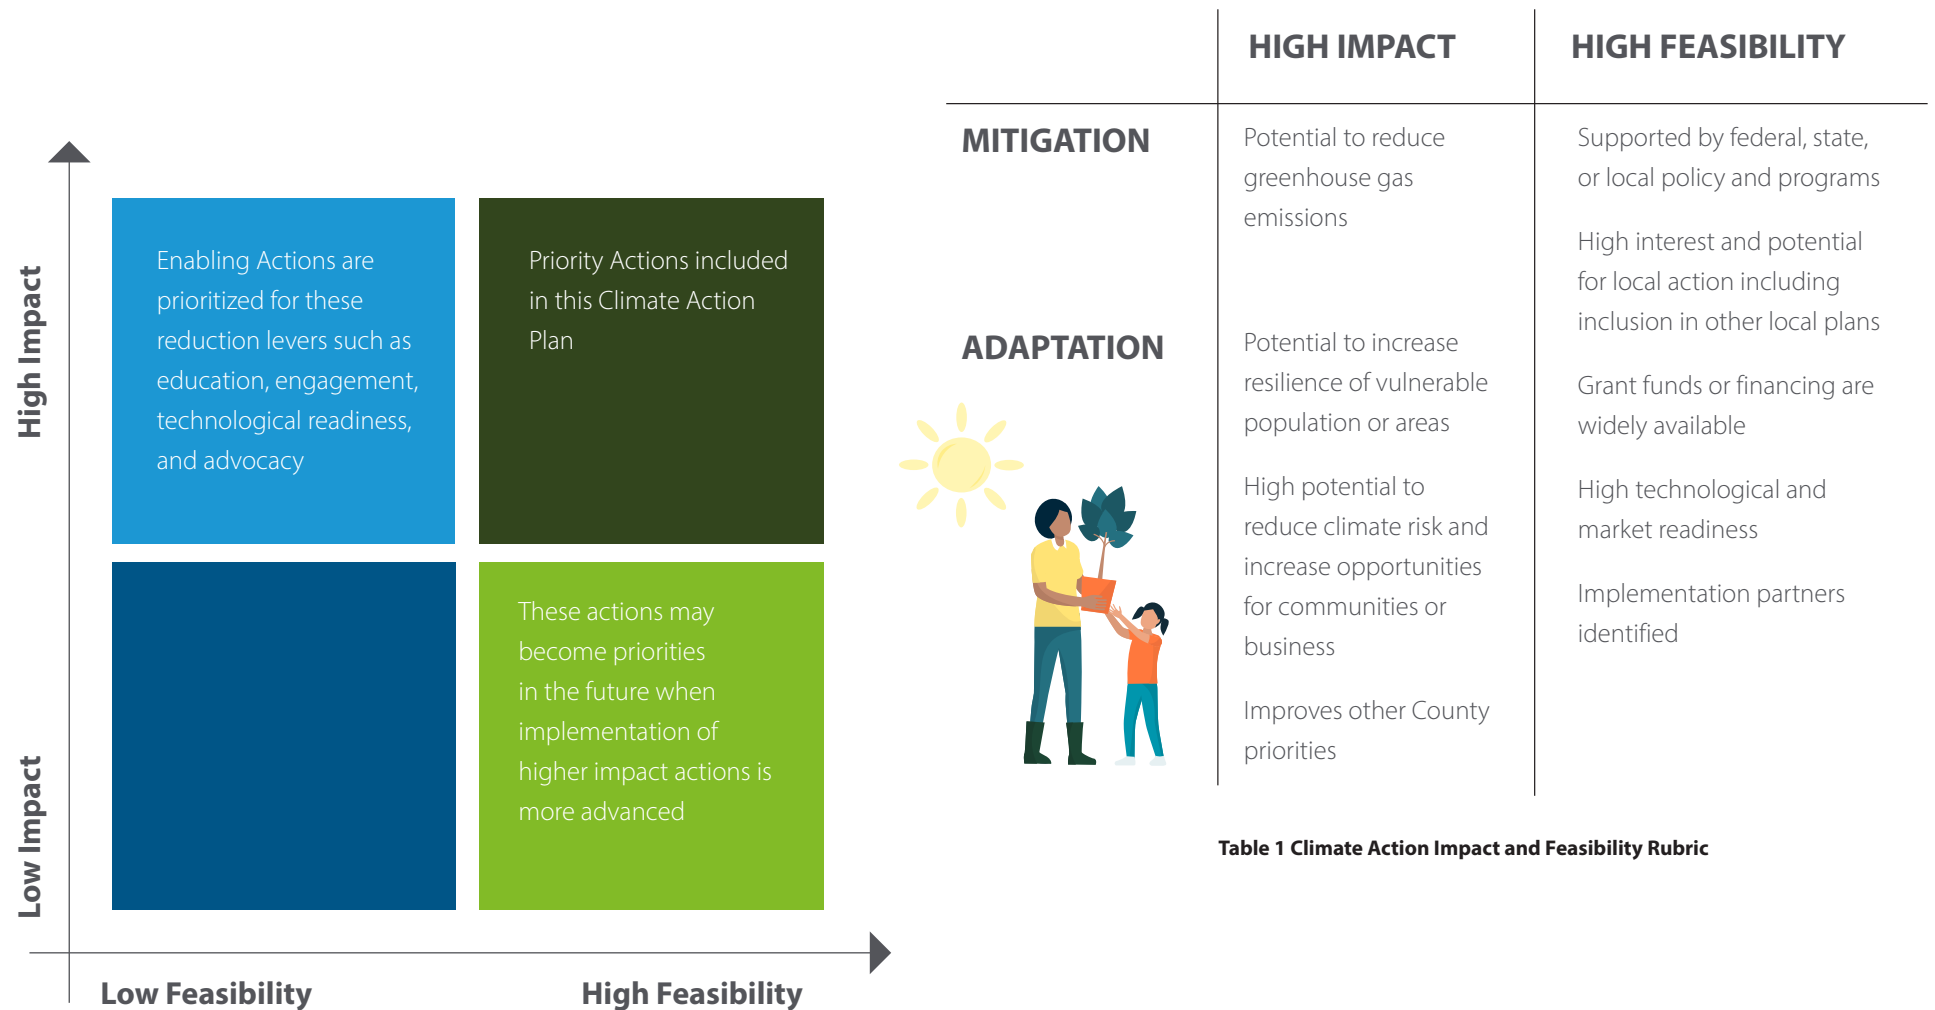 High Impact
Low Impact
Enabling Actions are
prioritized for these
reduction levers such as
education, engagement,
technological readiness,
and advocacy
Priority Actions included
in this Climate Action
Plan
These actions may
become priorities
in the future when
implementation of
higher impact actions is
more advanced
Low Feasibility
High Feasibility
HIGH IMPACT
HIGH FEASIBILITY
MITIGATION
Potential to reduce
greenhouse gas
emissions
ADAPTATION
Potential to increase
resilience of vulnerable
population or areas
High potential to
reduce climate risk and
increase opportunities
for communities or
business
Improves other County
priorities
Supported by federal, state,
or local policy and programs
High interest and potential
for local action including
inclusion in other local plans
Grant funds or financing are
widely available
High technological and
market readiness
Implementation partners
identified
Table 1 Climate Action Impact and Feasibility Rubric